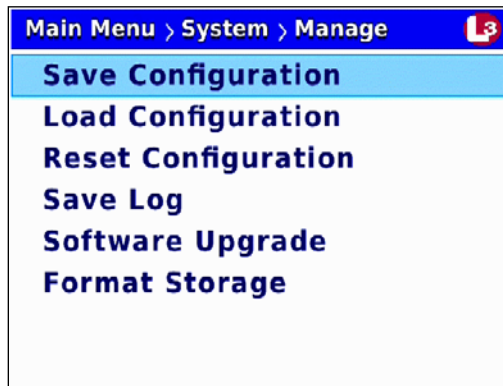 Main Menu > System > Manage L3
Save Configuration
Load Configuration
Reset Configuration
Save Log
Software Upgrade
Format Storage